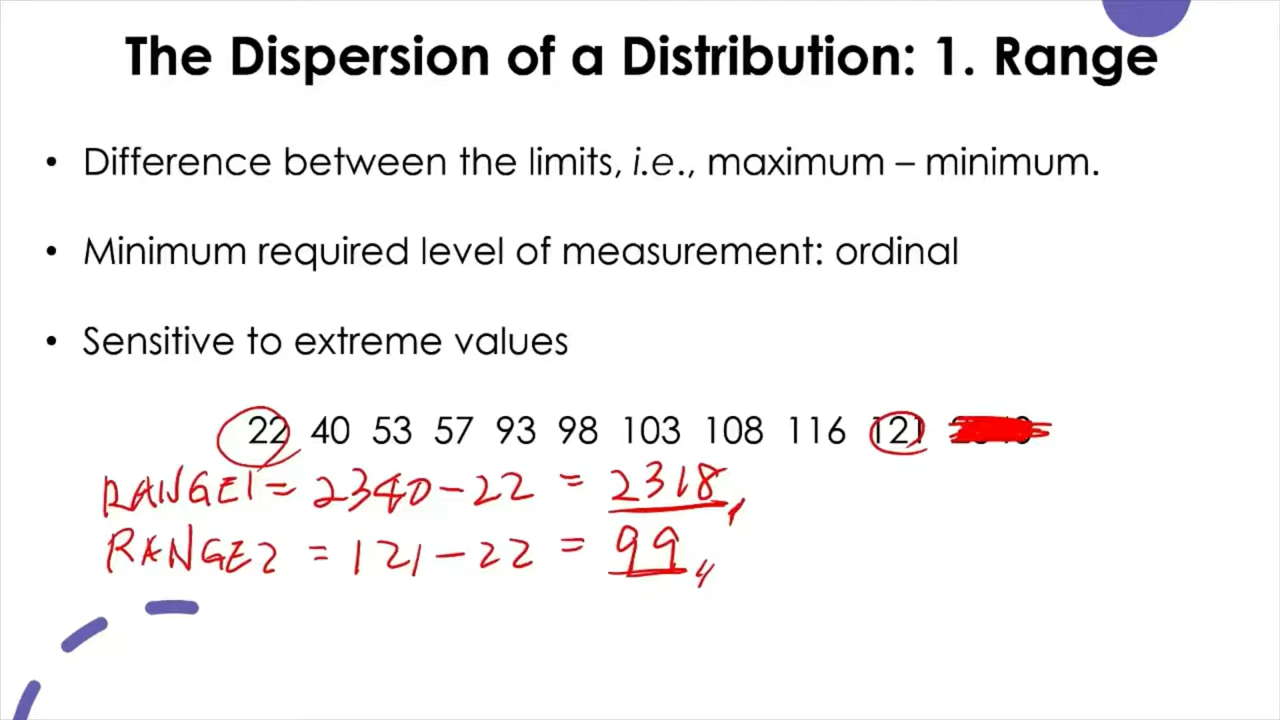 The Dispersion of a Distribution: 1. Range
• Difference between the limits, i.e., maximum – minimum.
• Minimum required level of measurement: ordinal
• Sensitive to extreme values
22 40 53 57 93 98 103 108 116 121
RANGE1 = 2340 - 22 = 2318
RANGE2 = 121 - 22 = 99